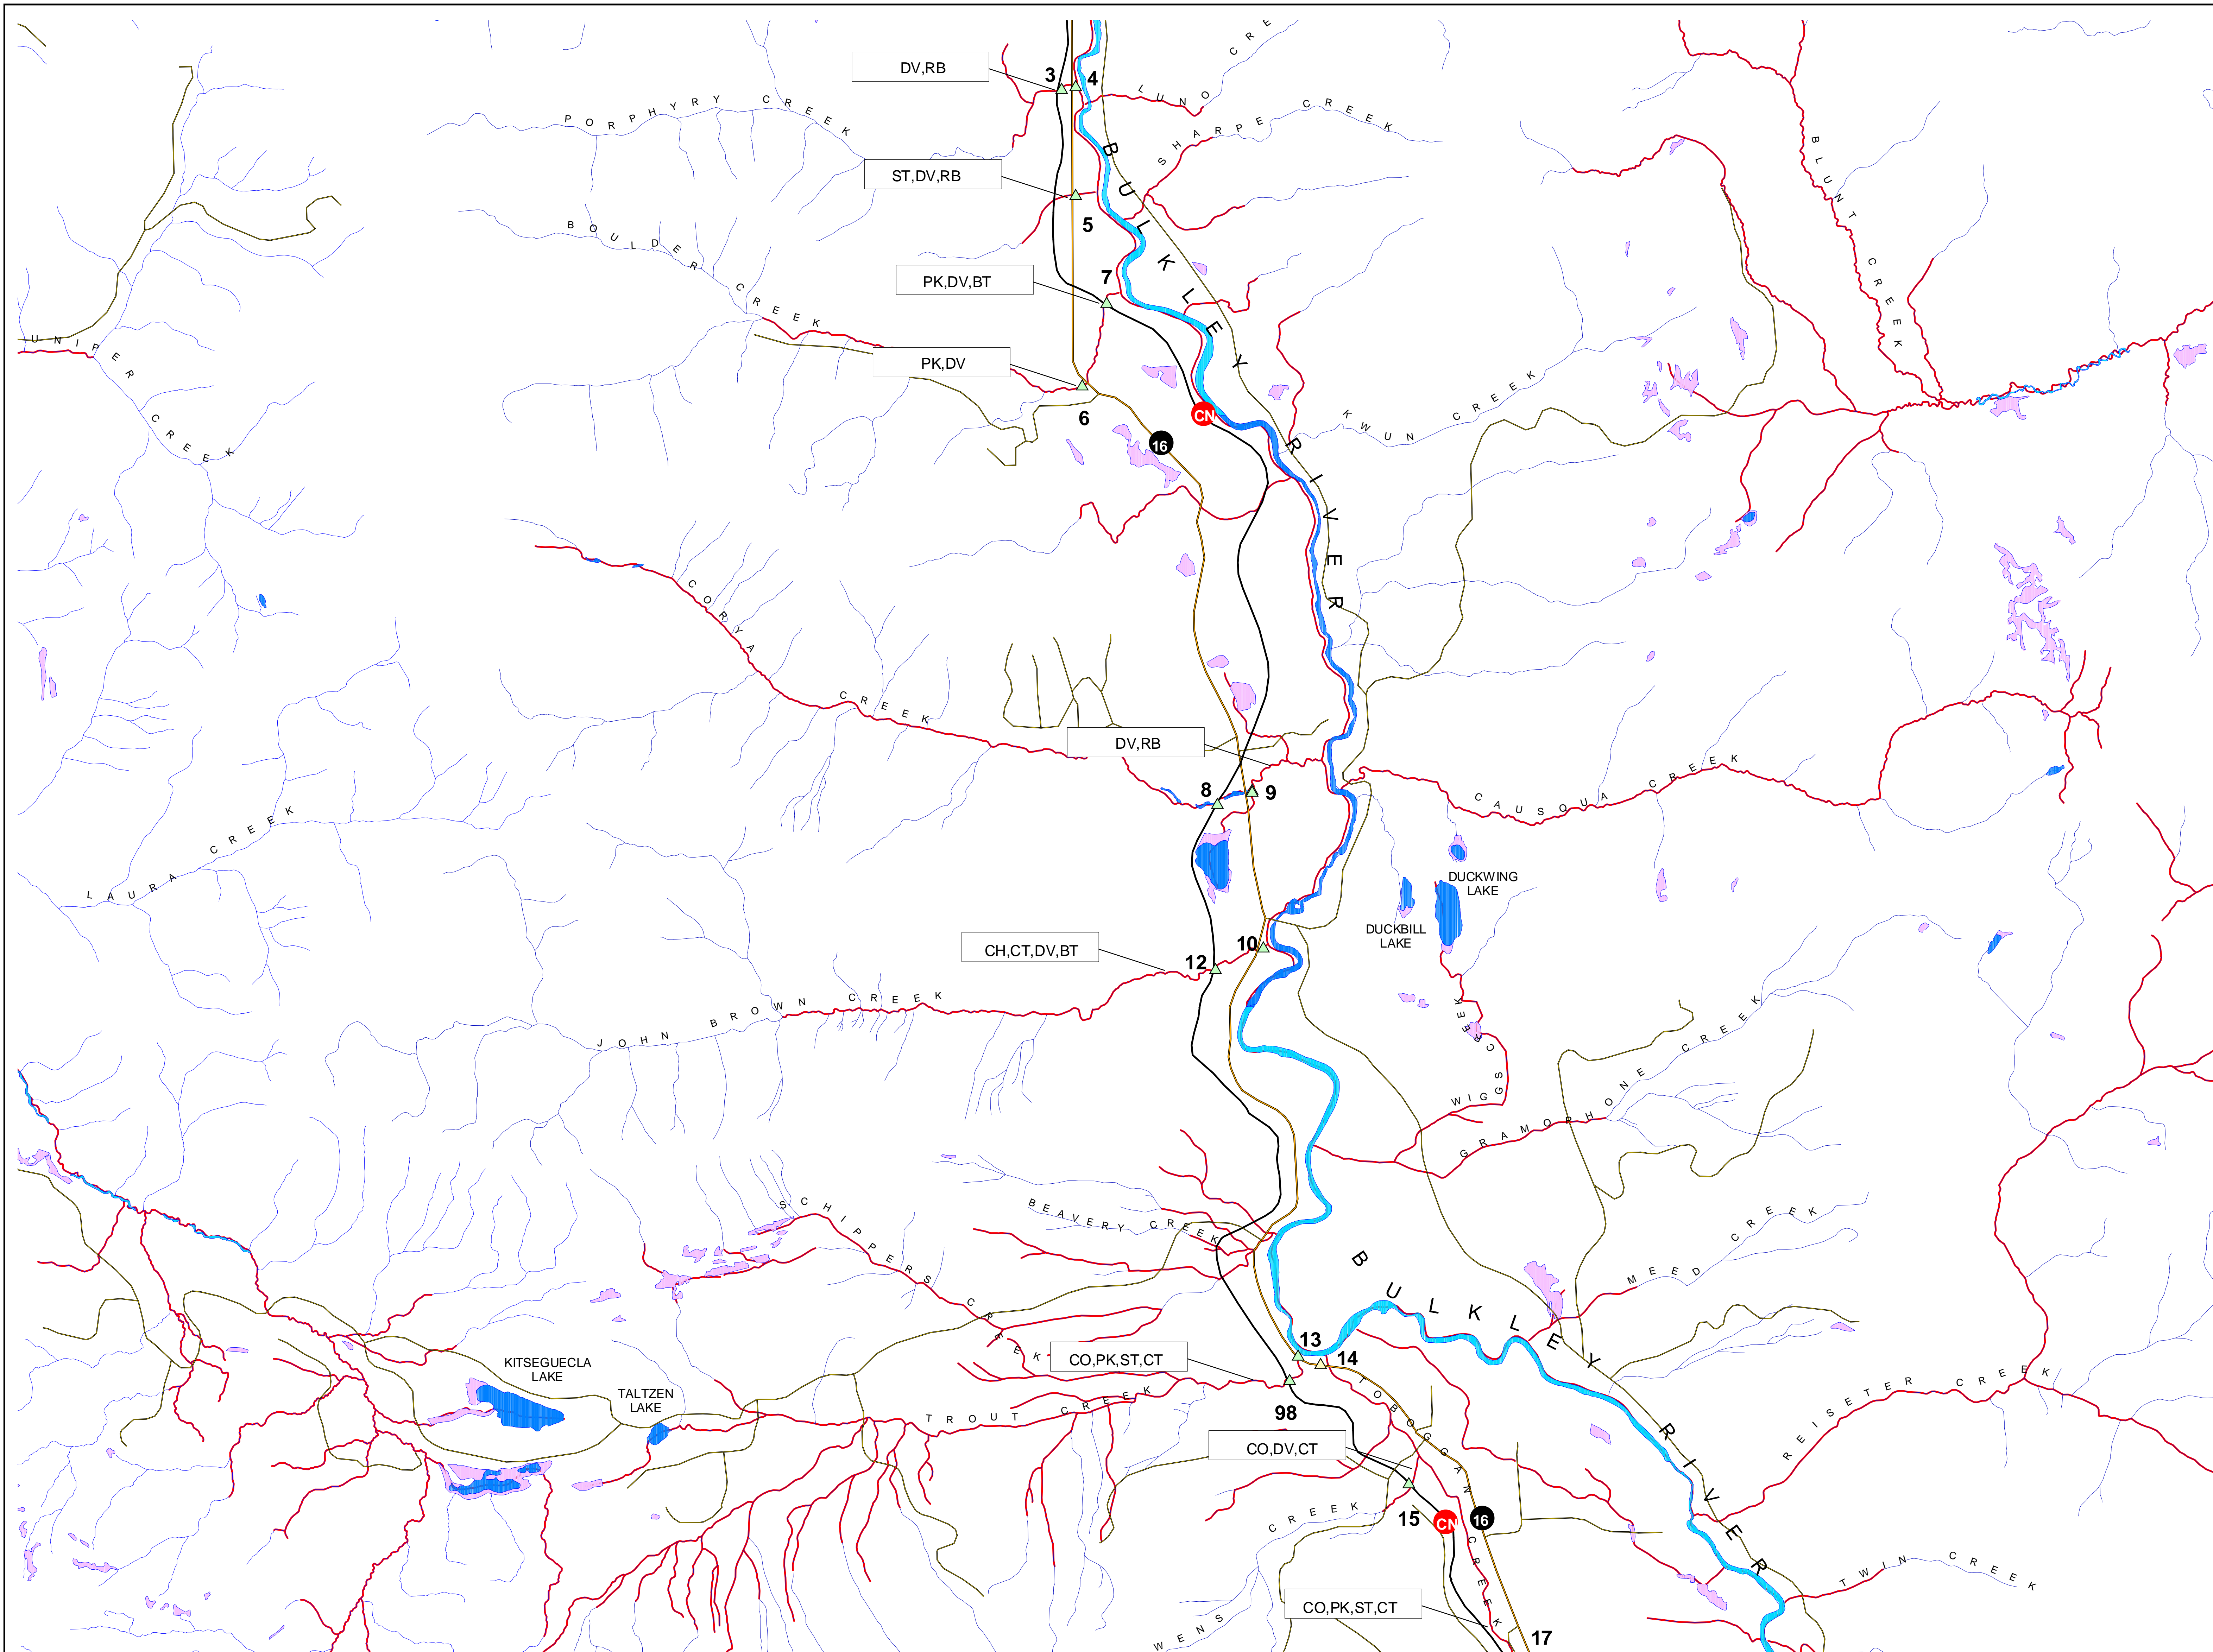 DV,RB
3
4
LUNO CRE
PORPHYRY CREEK
SHARPE CREEK
ST,DV,RB
5
BLUNT CREEK
BOULDER CREEK
PK,DV,BT
7
BULKLEY RIVER
UNIPER CREEK
PK,DV
6
CN
16
KWUN CREEK
CORYA CREEK
DV,RB
8
9
CAUSQUA CREEK
LAURA CREEK
DUCKWING
LAKE
DUCKBILL
LAKE
CH,CT,DV,BT
10
12
JOHN BROWN CREEK
WIGGS CREEK
GRAMOPHONE CREEK
SCHIPPERS CREEK
BEAVERY CREEK
MEED CREEK
BULKLEY RIVER
13
14
CO,PK,ST,CT
98
KITSEGUECLA
LAKE
TALTZEN
LAKE
TROUT CREEK
TOBOGGAN CREEK
REISETER CREEK
CO,DV,CT
15
CN
16
TWIN CREEK
WENS CREEK
CO,PK,ST,CT
17